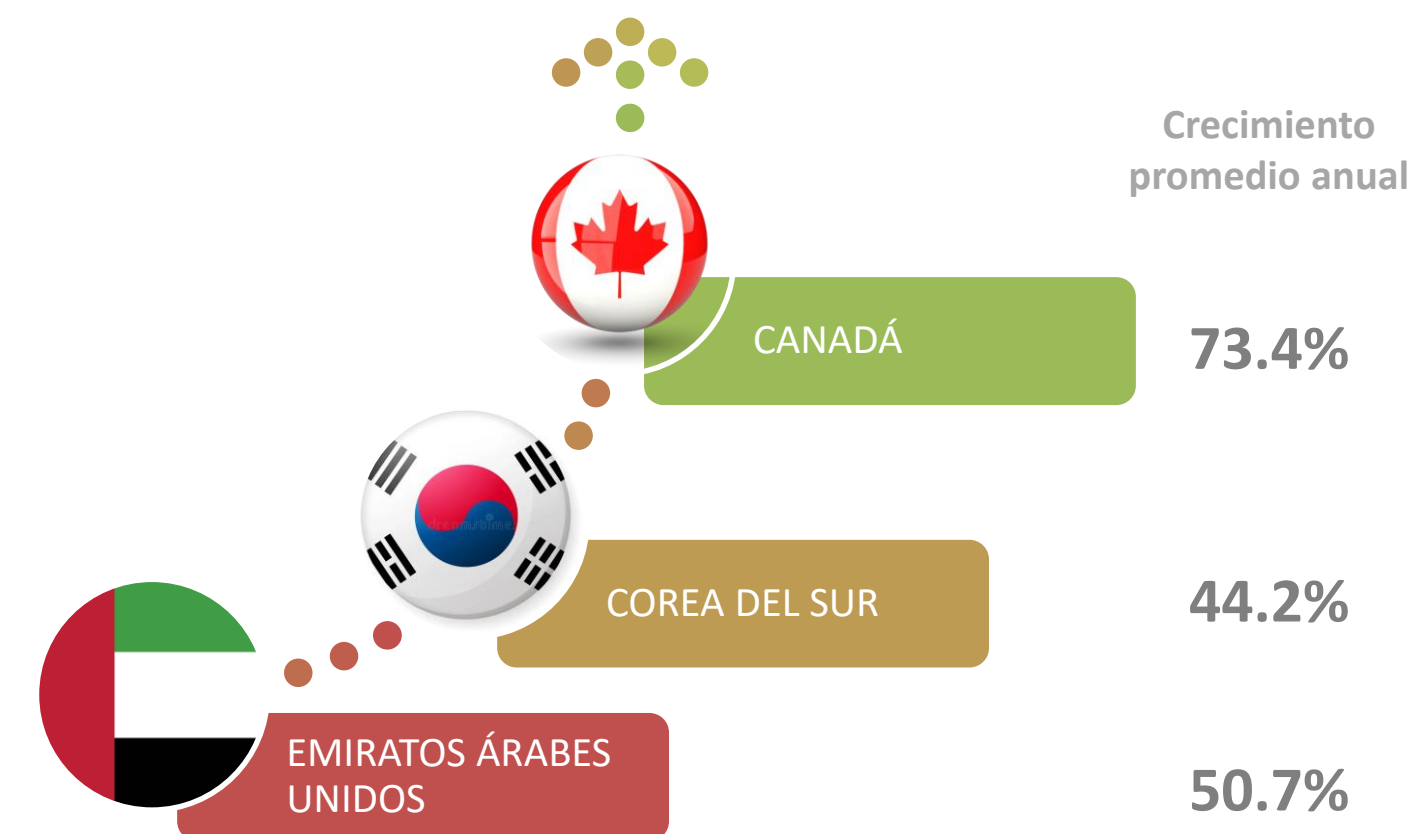 Crecimiento
promedio anual
CANADÁ
73.4%
COREA DEL SUR
44.2%
EMIRATOS ÁRABES
UNIDOS
50.7%